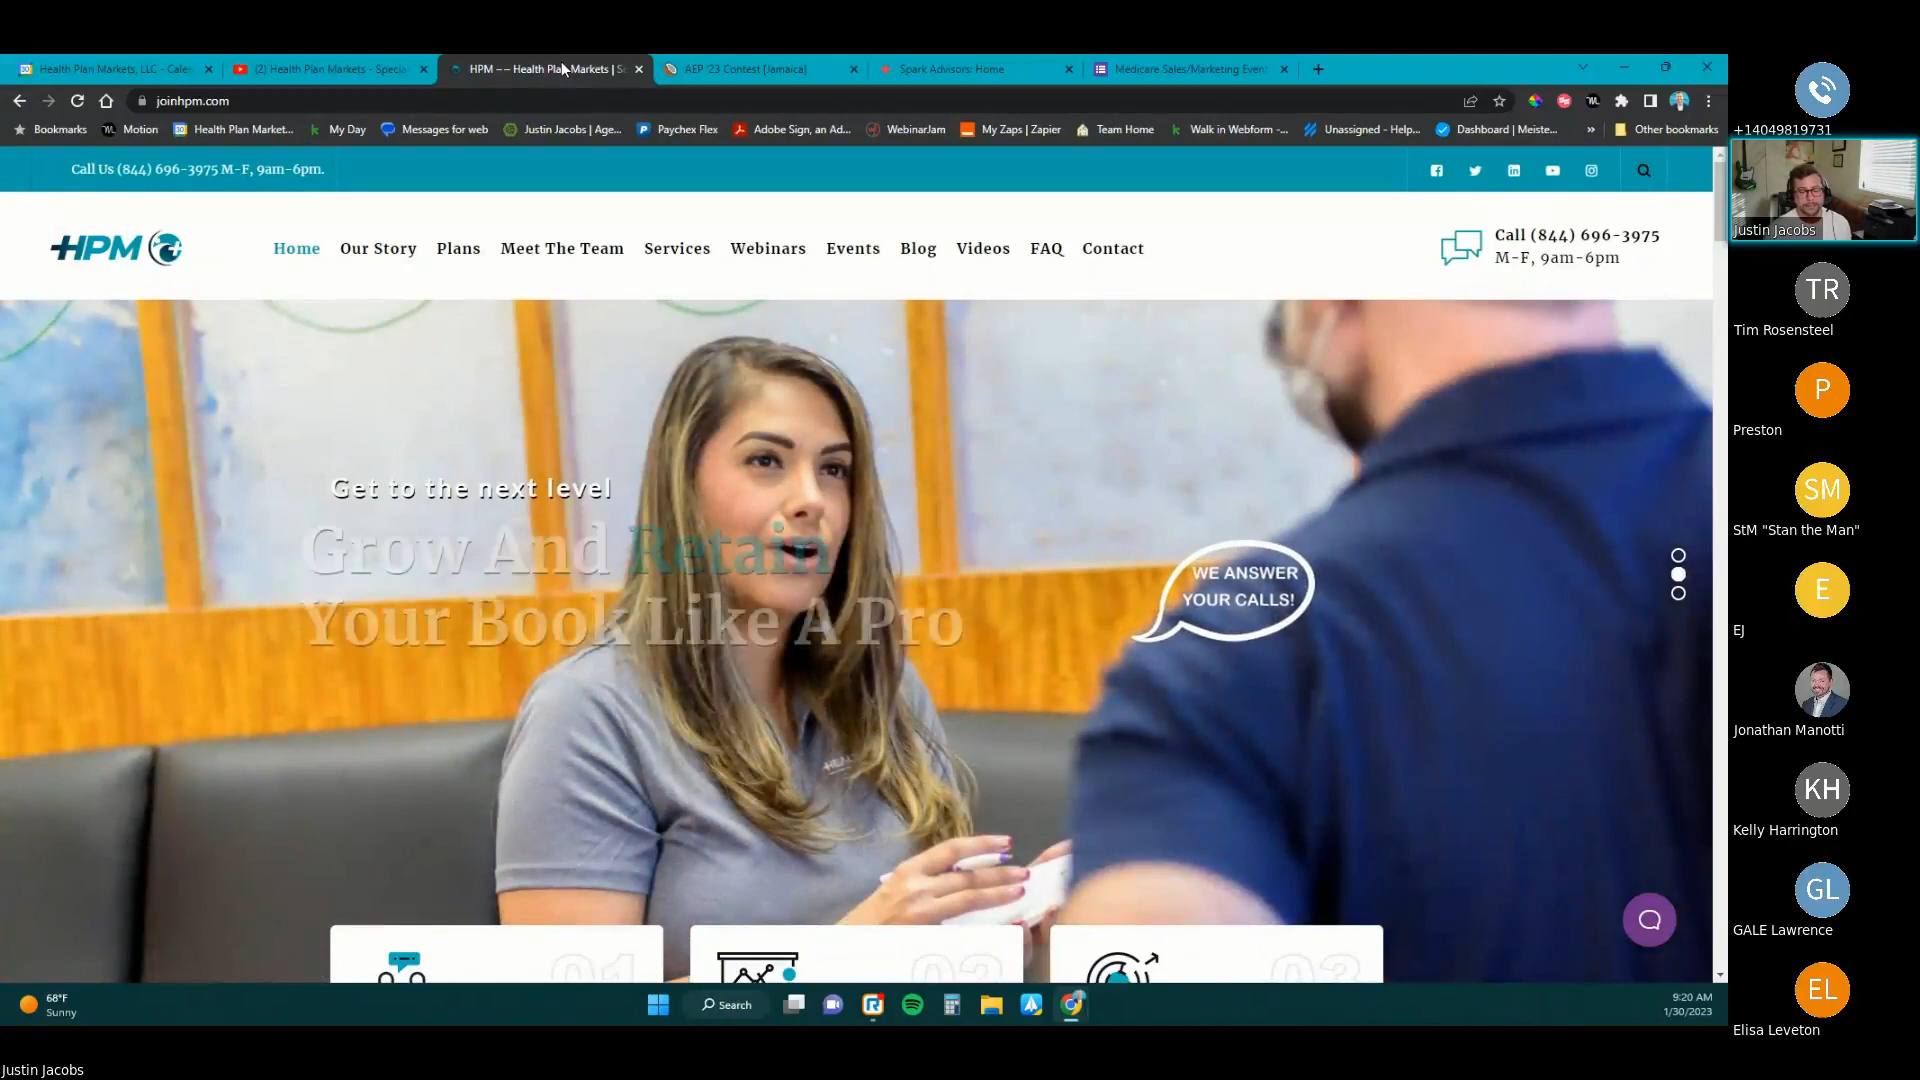 Health Plan Markets, LLC - Calen
(2) Health Plan Markets - Specia
HPM –– Health Plan Markets | S
AEP '23 Contest [Jamaica]
Spark Advisors: Home
Medicare Sales/Marketing Event
joinhpm.com
Bookmarks
Motion
Health Plan Market...
My Day
Messages for web
Justin Jacobs | Age...
Paychex Flex
Adobe Sign, an Ad...
WebinarJam
My Zaps | Zapier
Team Home
Walk in Webform -...
Unassigned - Help...
Dashboard | Meiste...
»
Other bookmarks
Call Us (844) 696-3975 M-F, 9am-6pm.
HPM
Home
Our Story
Plans
Meet The Team
Services
Webinars
Events
Blog
Videos
FAQ
Contact
Call (844) 696-3975
M-F, 9am-6pm
Get to the next level
Grow And Retain
Your Book Like A Pro
WE ANSWER
YOUR CALLS!
01
02
03
68°F
Sunny
Search
9:20 AM
1/30/2023
+14049819731
Justin Jacobs
TR
Tim Rosensteel
P
Preston
SM
StM "Stan the Man"
E
EJ
Jonathan Manotti
KH
Kelly Harrington
GL
GALE Lawrence
EL
Elisa Leveton
Justin Jacobs